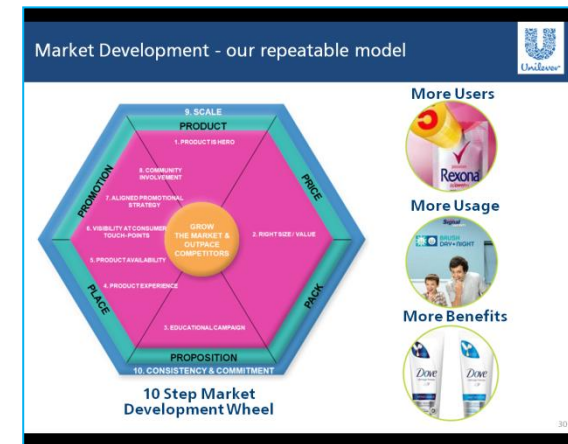 Market Development - our repeatable model
Unilever
9. SCALE
PRODUCT
1. PRODUCT IS HERO
8. COMMUNITY
INVOLVEMENT
7. ALIGNED PROMOTIONAL
STRATEGY
6. VISIBILITY AT CONSUMER
TOUCH-POINTS
5. PRODUCT AVAILABILITY
4. PRODUCT EXPERIENCE
3. EDUCATIONAL CAMPAIGN
2. RIGHT SIZE / VALUE
GROW
THE MARKET &
OUTPACE
COMPETITORS
PROMOTION
PRICE
PLACE
PACK
PROPOSITION
10. CONSISTENCY & COMMITMENT
10 Step Market
Development Wheel
More Users
Rexona
More Usage
Signal
BRUSH
DAY+NIGHT
More Benefits
Dove
Dove
30